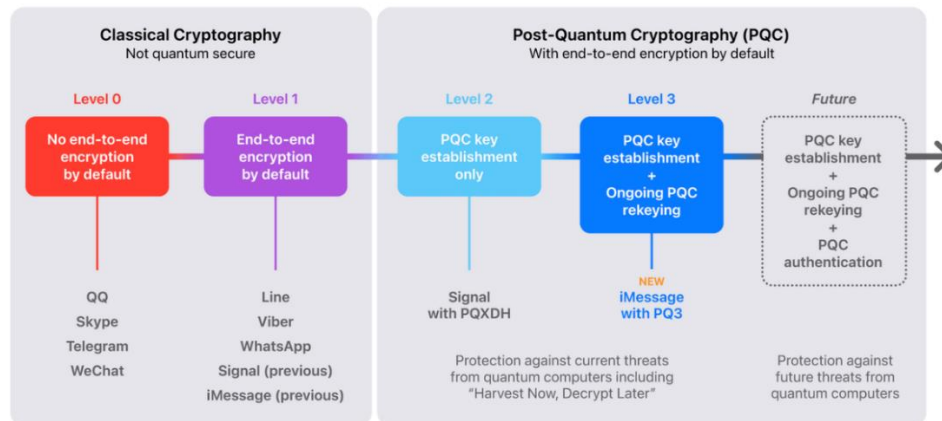 Classical Cryptography
Not quantum secure
Level 0
No end-to-end
encryption
by default
QQ
Skype
Telegram
WeChat
Level 1
End-to-end
encryption
by default
Line
Viber
WhatsApp
Signal (previous)
iMessage (previous)
Post-Quantum Cryptography (PQC)
With end-to-end encryption by default
Level 2
PQC key
establishment
only
Signal
with PQXDH
Level 3
PQC key
establishment
+
Ongoing PQC
rekeying
NEW
iMessage
with PQ3
Protection against current threats
from quantum computers including
“Harvest Now, Decrypt Later”
Future
PQC key
establishment
+
Ongoing PQC
rekeying
+
PQC
authentication
Protection against
future threats from
quantum computers